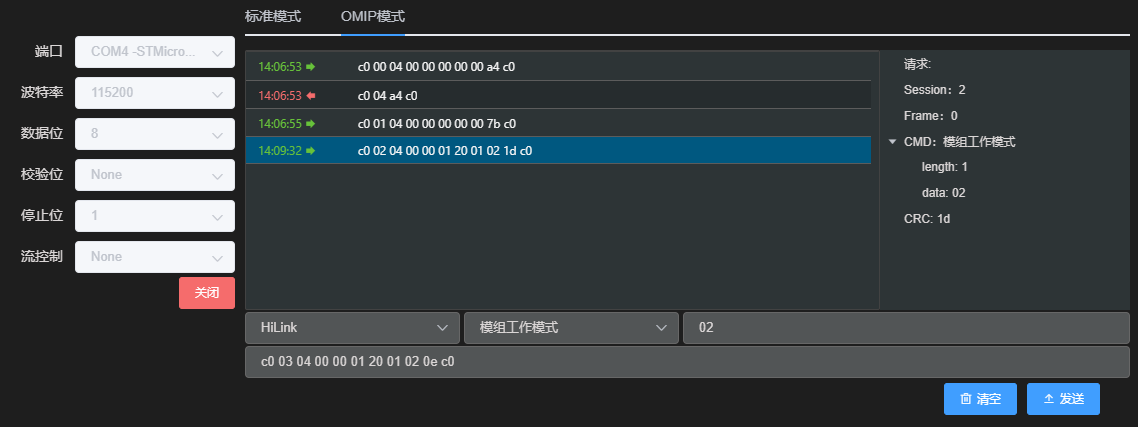 标准模式 OMIP模式
端口 COM4 -STMicro...
波特率 115200
数据位 8
校验位 None
停止位 1
流控制 None
关闭
14:06:53 c0 00 04 00 00 00 00 00 a4 c0
14:06:53 c0 04 a4 c0
14:06:55 c0 01 04 00 00 00 00 00 7b c0
14:09:32 c0 02 04 00 00 01 20 01 02 1d c0
请求:
Session：2
Frame：0
CMD：模组工作模式
length: 1
data: 02
CRC: 1d
HiLink 模组工作模式 02
c0 03 04 00 00 01 20 01 02 0e c0
清空 发送